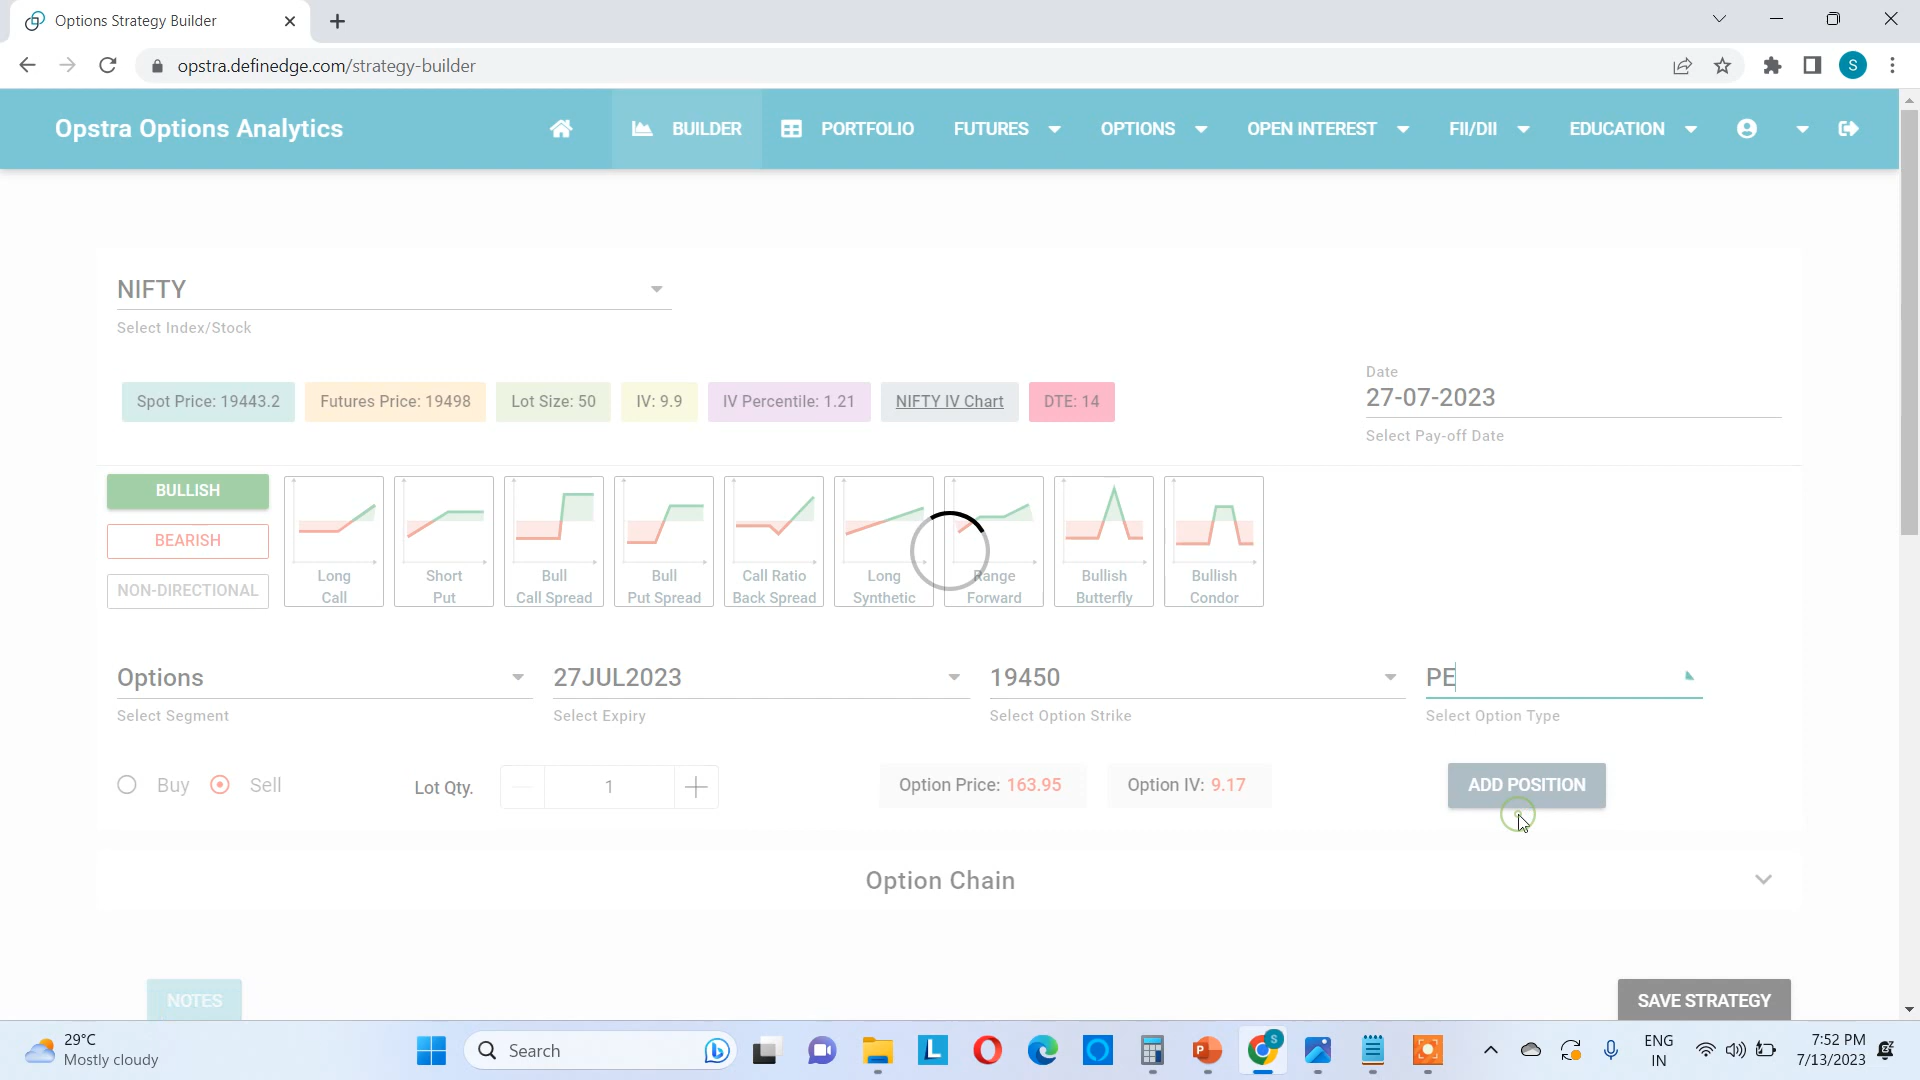 Options Strategy Builder
opstra.definedge.com/strategy-builder
S
Opstra Options Analytics
BUILDER
PORTFOLIO
FUTURES
OPTIONS
OPEN INTEREST
FII/DII
EDUCATION
NIFTY
Select Index/Stock
Spot Price: 19443.2
Futures Price: 19498
Lot Size: 50
IV: 9.9
IV Percentile: 1.21
NIFTY IV Chart
DTE: 14
Date
27-07-2023
Select Pay-off Date
BULLISH
BEARISH
NON-DIRECTIONAL
Long
Call
Short
Put
Bull
Call Spread
Bull
Put Spread
Call Ratio
Back Spread
Long
Synthetic
Range
Forward
Bullish
Butterfly
Bullish
Condor
Options
Select Segment
27JUL2023
Select Expiry
19450
Select Option Strike
PE
Select Option Type
Buy
Sell
Lot Qty.
1
Option Price: 163.95
Option IV: 9.17
ADD POSITION
Option Chain
NOTES
SAVE STRATEGY
29°C
Mostly cloudy
Search
L
P
S
ENG
IN
7:52 PM
7/13/2023